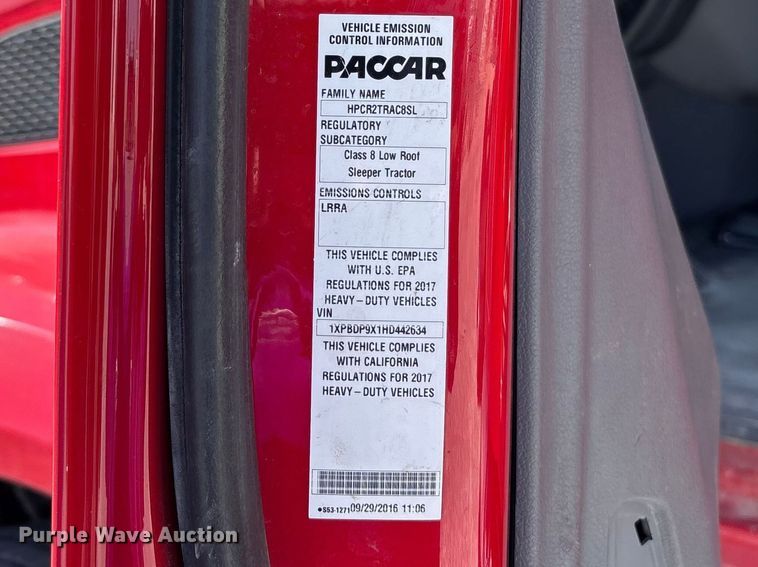 VEHICLE EMISSION
CONTROL INFORMATION
PACCAR
FAMILY NAME
HPCR2TRAC8SL
REGULATORY
SUBCATEGORY
Class 8 Low Roof
Sleeper Tractor
EMISSIONS CONTROLS
LRRA
THIS VEHICLE COMPLIES
WITH U.S. EPA
REGULATIONS FOR 2017
HEAVY-DUTY VEHICLES
VIN
1XPBDP9X1HD442634
THIS VEHICLE COMPLIES
WITH CALIFORNIA
REGULATIONS FOR 2017
HEAVY-DUTY VEHICLES
●S53-1271 09/29/2016 11:06
Purple Wave Auction